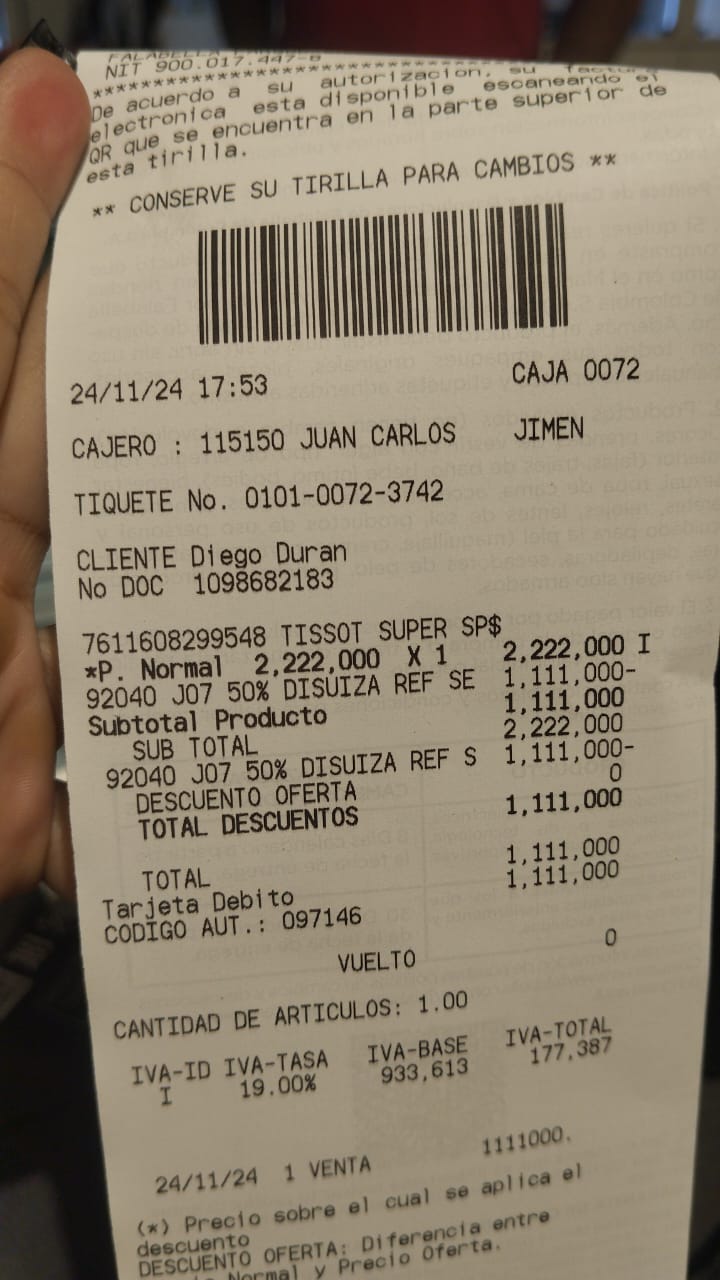 FALABELLA
NIT 900.017.447-8
******************************
De acuerdo a su autorizacion, su factura
electronica esta disponible escaneando el
QR que se encuentra en la parte superior de
esta tirilla.
** CONSERVE SU TIRILLA PARA CAMBIOS **
24/11/24 17:53 CAJA 0072
CAJERO : 115150 JUAN CARLOS JIMEN
TIQUETE No. 0101-0072-3742
CLIENTE Diego Duran
No DOC 1098682183
7611608299548 TISSOT SUPER SP$
*P. Normal 2,222,000 X 1 2,222,000 I
92040 J07 50% DISUIZA REF SE 1,111,000-
Subtotal Producto 1,111,000
SUB TOTAL 2,222,000
92040 J07 50% DISUIZA REF S 1,111,000-
DESCUENTO OFERTA 0
TOTAL DESCUENTOS 1,111,000
TOTAL 1,111,000
Tarjeta Debito 1,111,000
CODIGO AUT.: 097146
VUELTO 0
CANTIDAD DE ARTICULOS: 1.00
IVA-ID IVA-TASA IVA-BASE IVA-TOTAL
I 19.00% 933,613 177,387
24/11/24 1 VENTA 1111000.
(*) Precio sobre el cual se aplica el
descuento
DESCUENTO OFERTA: Diferencia entre
Normal y Precio Oferta.